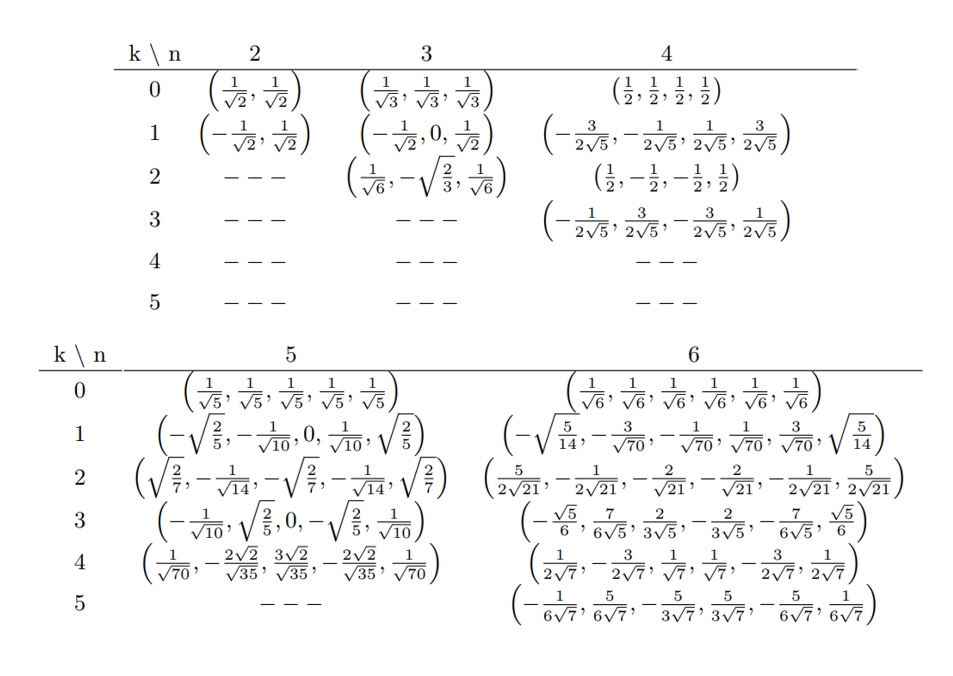 k \ n 2 3 4
0 (1/√2, 1/√2) (1/√3, 1/√3, 1/√3) (1/2, 1/2, 1/2, 1/2)
1 (−1/√2, 1/√2) (−1/√2, 0, 1/√2) (−3/2√5, −1/2√5, 1/2√5, 3/2√5)
2 − − − (1/√6, −√(2/3), 1/√6) (1/2, −1/2, −1/2, 1/2)
3 − − − − − − (−1/2√5, 3/2√5, −3/2√5, 1/2√5)
4 − − − − − − − − −
5 − − − − − − − − −
k \ n 5 6
0 (1/√5, 1/√5, 1/√5, 1/√5, 1/√5) (1/√6, 1/√6, 1/√6, 1/√6, 1/√6, 1/√6)
1 (−√(2/5), −1/√10, 0, 1/√10, √(2/5)) (−√(5/14), −3/√70, −1/√70, 1/√70, 3/√70, √(5/14))
2 (√(2/7), −1/√14, −√(2/7), −1/√14, √(2/7)) (5/2√21, −1/2√21, −2/√21, −2/√21, −1/2√21, 5/2√21)
3 (−1/√10, √(2/5), 0, −√(2/5), 1/√10) (−√5/6, 7/6√5, 2/3√5, −2/3√5, −7/6√5, √5/6)
4 (1/√70, −2√2/√35, 3√2/√35, −2√2/√35, 1/√70) (1/2√7, −3/2√7, 1/√7, 1/√7, −3/2√7, 1/2√7)
5 − − − (−1/6√7, 5/6√7, −5/3√7, 5/3√7, −5/6√7, 1/6√7)